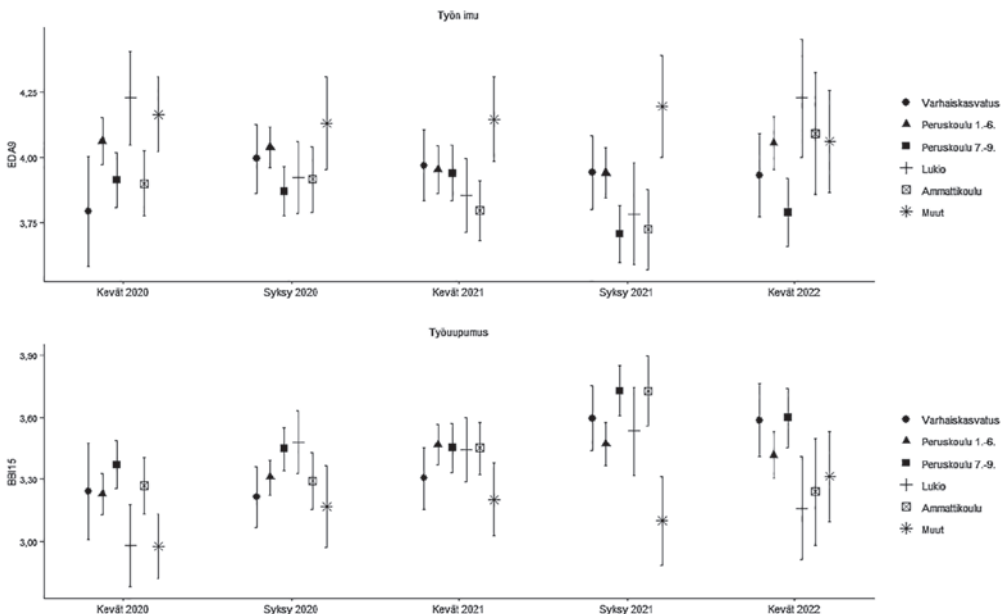 Työn imu
EDA9
4,25
4,00
3,75
Kevät 2020
Syksy 2020
Kevät 2021
Syksy 2021
Kevät 2022
Varhaiskasvatus
Peruskoulu 1.-6.
Peruskoulu 7.-9.
Lukio
Ammattikoulu
Muut
Työuupumus
BBI15
3,90
3,60
3,30
3,00
Kevät 2020
Syksy 2020
Kevät 2021
Syksy 2021
Kevät 2022
Varhaiskasvatus
Peruskoulu 1.-6.
Peruskoulu 7.-9.
Lukio
Ammattikoulu
Muut